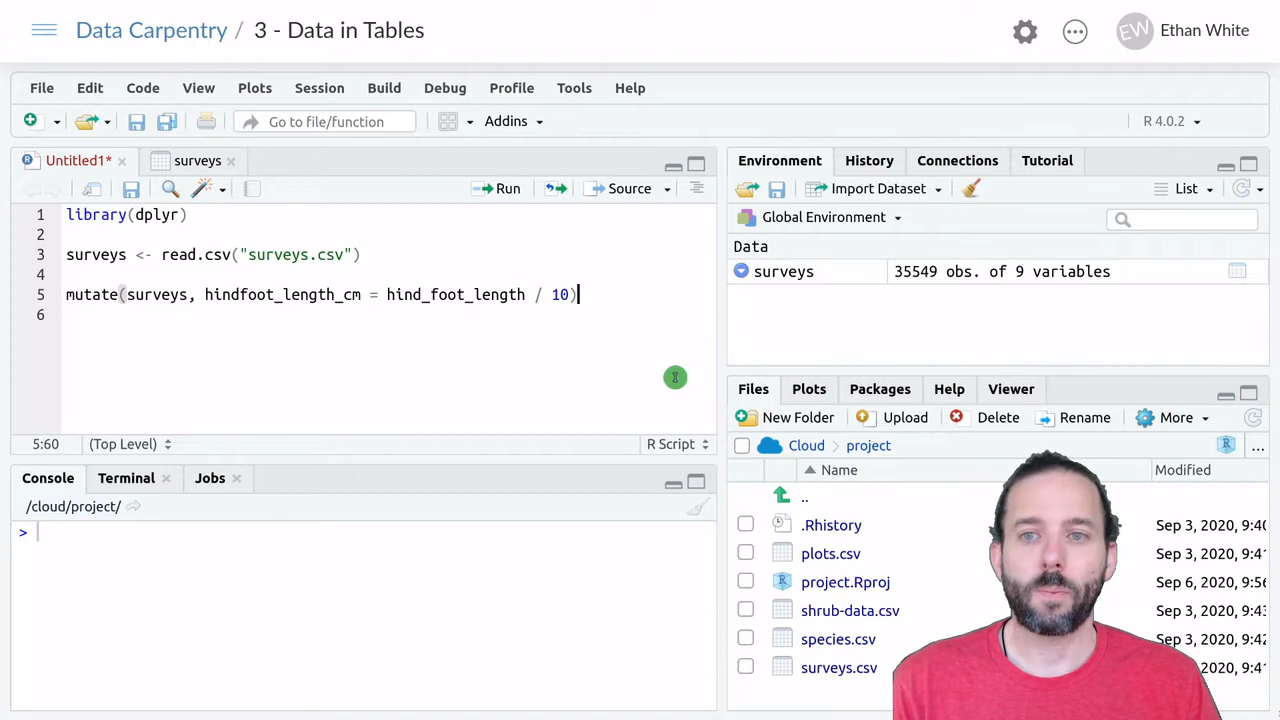 Data Carpentry / 3 - Data in Tables
EW Ethan White
File Edit Code View Plots Session Build Debug Profile Tools Help
Go to file/function Addins R 4.0.2
Untitled1* surveys
Run Source
1 library(dplyr)
2
3 surveys <- read.csv("surveys.csv")
4
5 mutate(surveys, hindfoot_length_cm = hind_foot_length / 10)
6
5:60 (Top Level) R Script
Console Terminal Jobs
/cloud/project/
>
Environment History Connections Tutorial
Import Dataset List
Global Environment
Data
surveys 35549 obs. of 9 variables
Files Plots Packages Help Viewer
New Folder Upload Delete Rename More
Cloud project ...
Name Modified
..
.Rhistory Sep 3, 2020, 9:40
plots.csv Sep 3, 2020, 9:41
project.Rproj Sep 6, 2020, 9:56
shrub-data.csv Sep 3, 2020, 9:43
species.csv 3, 2020, 9:42
surveys.csv 2020, 9:41